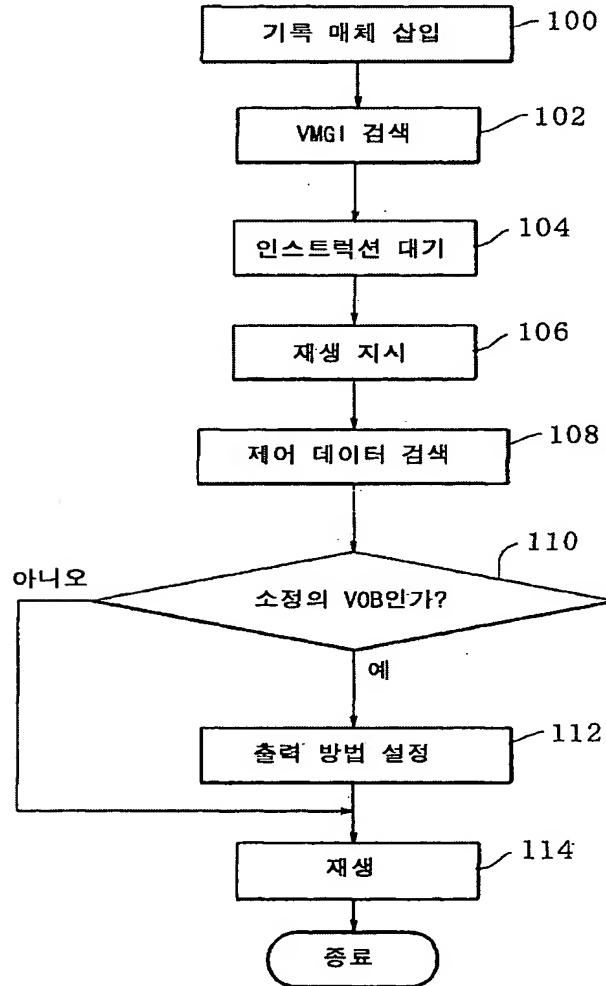 기록 매체 삽입
100
VMGI 검색
102
인스트럭션 대기
104
재생 지시
106
제어 데이터 검색
108
110
아니오
소정의 VOB인가?
예
출력 방법 설정
112
재생
114
종료